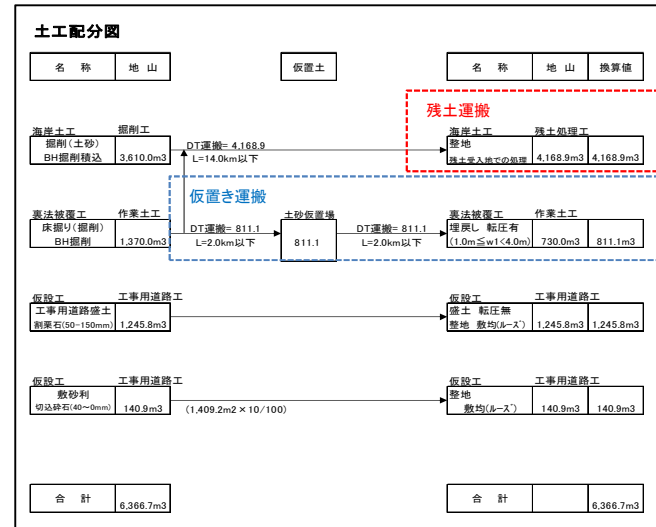 土工配分図
名 称 地 山 仮置土 名 称 地 山 換算値
残土運搬
海岸土工 掘削工 海岸土工 残土処理工
掘削(土砂) DT運搬= 4,168.9 整地
BH掘削積込 3,610.0m3 L=14.0km以下 残土受入地での処理 4,168.9m3 4,168.9m3
仮置き運搬
裏法被覆工 作業土工 土砂仮置場 裏法被覆工 作業土工
床掘り(掘削) DT運搬= 811.1 DT運搬= 811.1 埋戻し 転圧有
BH掘削 1,370.0m3 L=2.0km以下 811.1 L=2.0km以下 (1.0m≦w1<4.0m) 730.0m3 811.1m3
仮設工 工事用道路工 仮設工 工事用道路工
工事用道路盛土 盛土 転圧無
割栗石(50-150mm) 1,245.8m3 整地 敷均(ルーズ) 1,245.8m3 1,245.8m3
仮設工 工事用道路工 仮設工 工事用道路工
敷砂利 整地
切込砕石(40~0mm) 140.9m3 (1,409.2m2×10/100) 敷均(ルーズ) 140.9m3 140.9m3
合 計 6,366.7m3 合 計 6,366.7m3